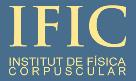 IFIC
INSTITUT DE FÍSICA
CORPUSCULAR